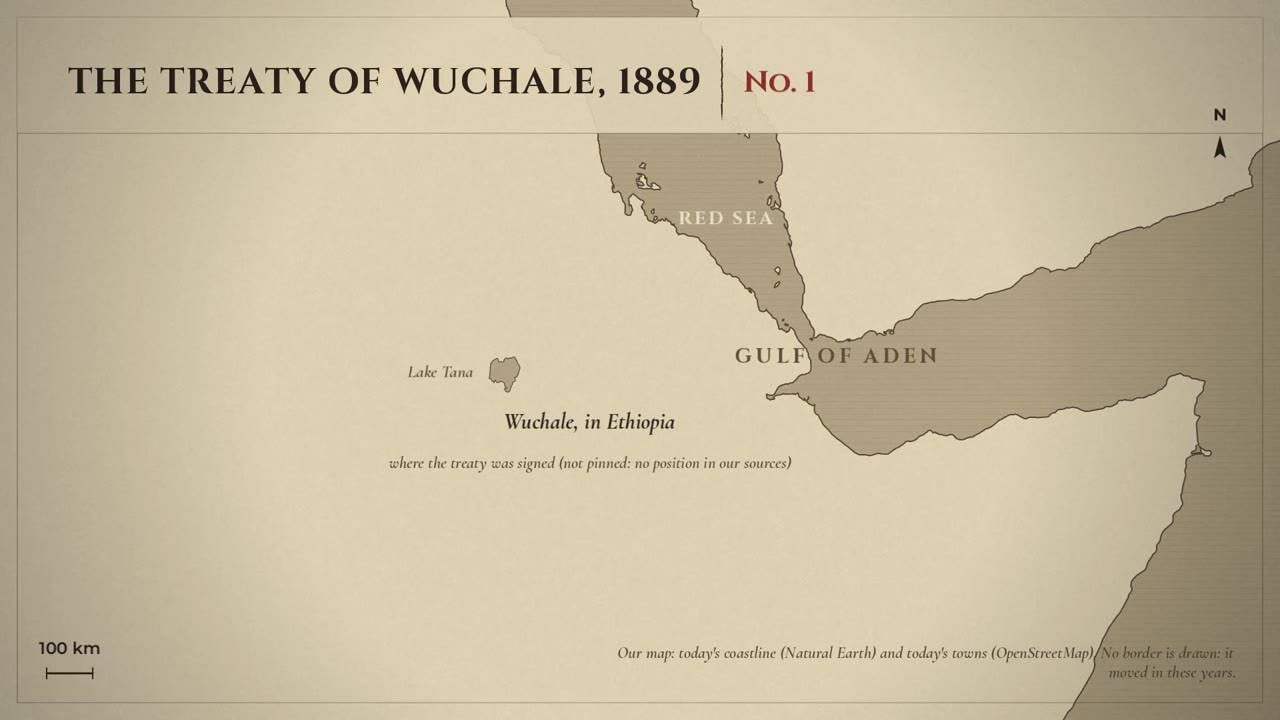 THE TREATY OF WUCHALE, 1889
No. 1
N
RED SEA
GULF OF ADEN
Lake Tana
Wuchale, in Ethiopia
where the treaty was signed (not pinned: no position in our sources)
100 km
Our map: today's coastline (Natural Earth) and today's towns (OpenStreetMap). No border is drawn: it
moved in these years.